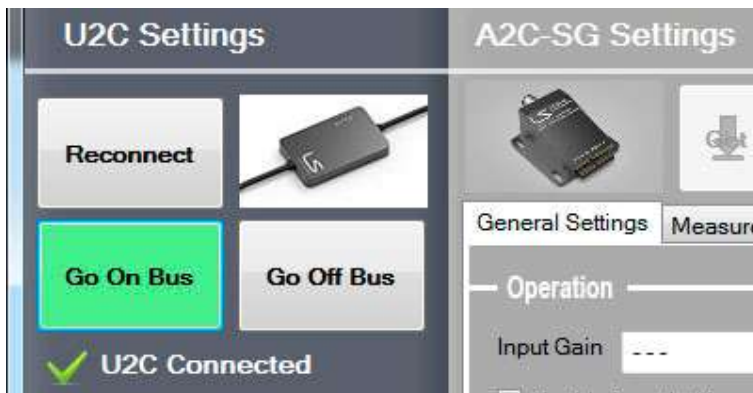 U2C Settings
A2C-SG Settings
Reconnect
Go On Bus
Go Off Bus
U2C Connected
General Settings
Operation
Input Gain
---